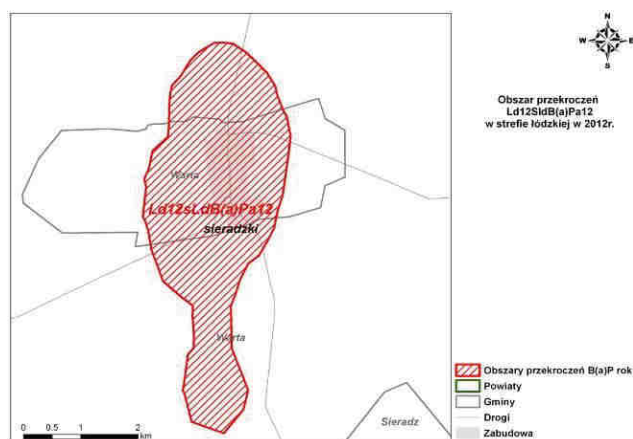 N
W E
S
Obszar przekroczeń
Ld12SldB(a)Pa12
w strefie łódzkiej w 2012r.
Warta
Ld12sLdB(a)Pa12
sieradzki
Warta
Sieradz
Obszary przekroczeń B(a)P rok
Powiaty
Gminy
Drogi
Zabudowa
0 0.5 1 2
km